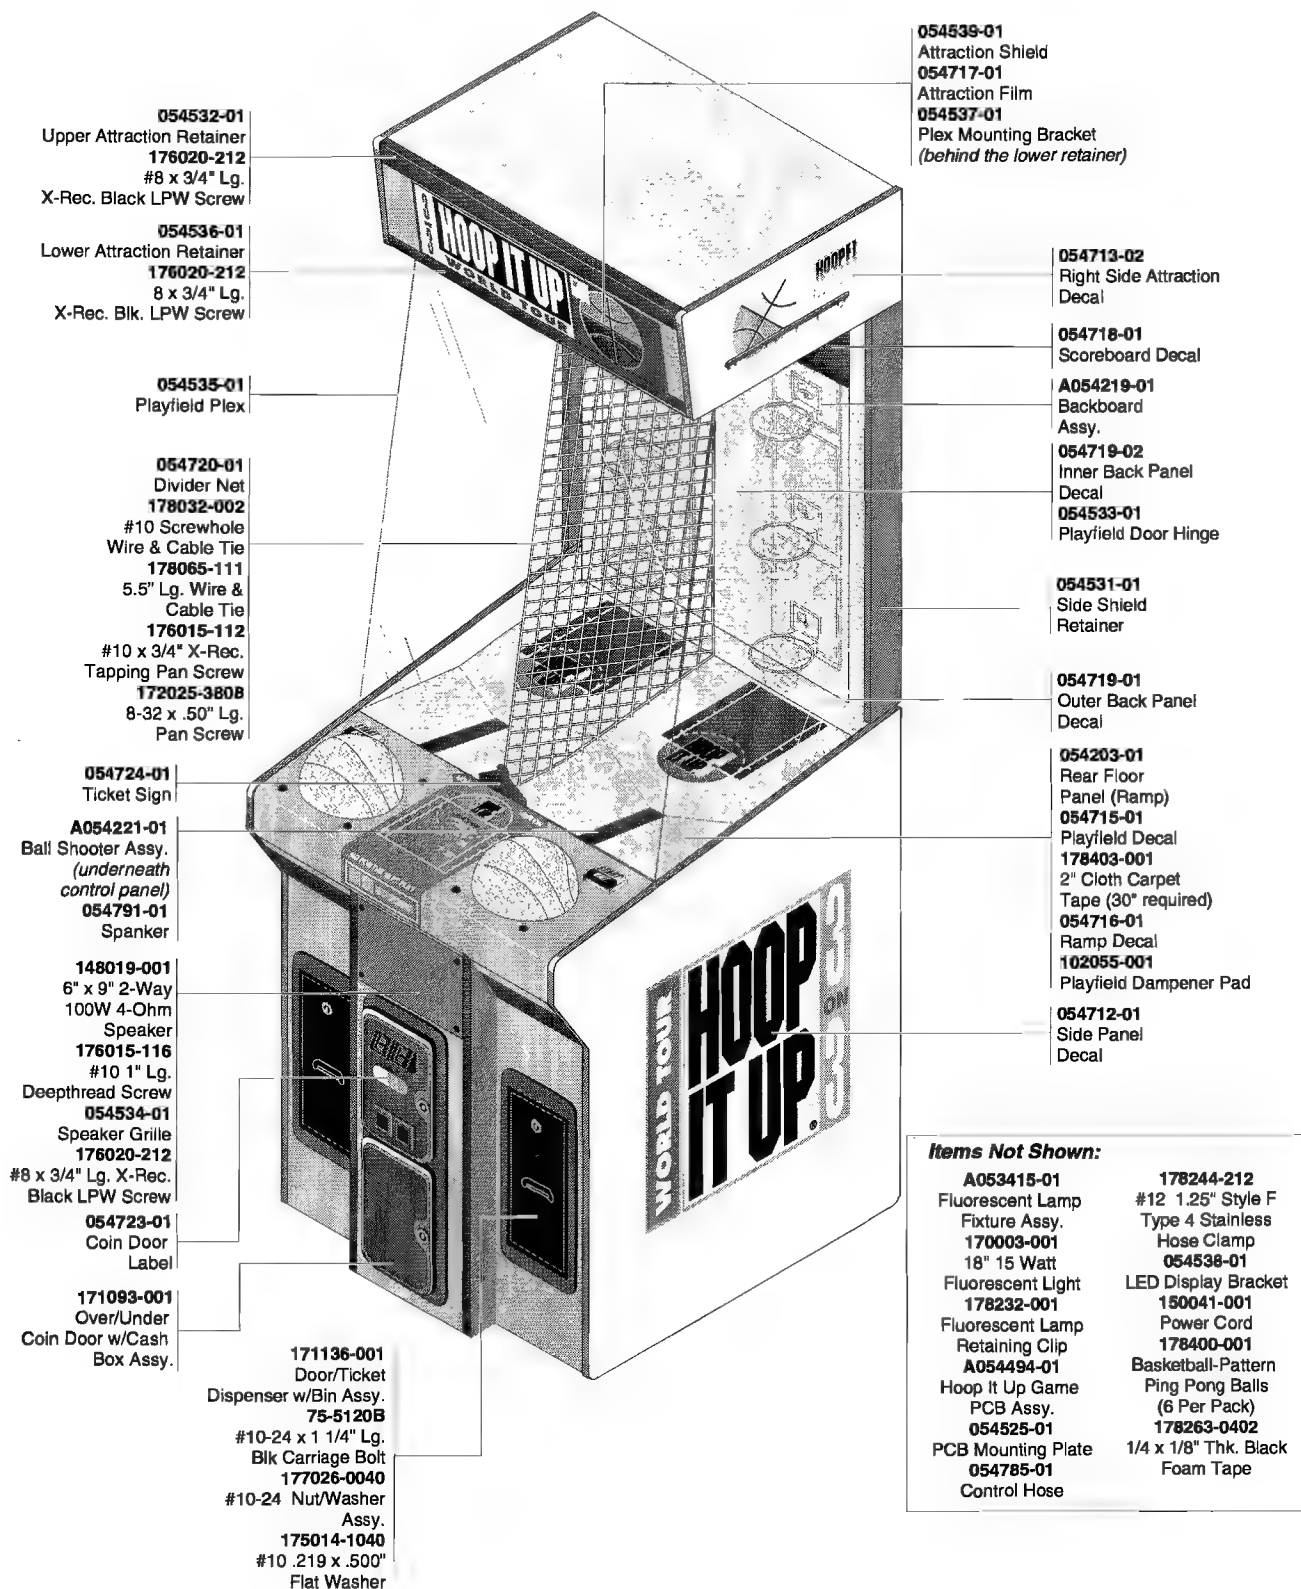 054539-01
Attraction Shield
054717-01
Attraction Film
054537-01
Plex Mounting Bracket
(behind the lower retainer)
054532-01
Upper Attraction Retainer
176020-212
#8 x 3/4" Lg.
X-Rec. Black LPW Screw
054536-01
Lower Attraction Retainer
176020-212
8 x 3/4" Lg.
X-Rec. Blk. LPW Screw
054535-01
Playfield Plex
054720-01
Divider Net
178032-002
#10 Screwhole
Wire & Cable Tie
178065-111
5.5" Lg. Wire &
Cable Tie
176015-112
#10 x 3/4" X-Rec.
Tapping Pan Screw
172025-3808
8-32 x .50" Lg.
Pan Screw
054724-01
Ticket Sign
A054221-01
Ball Shooter Assy.
(underneath
control panel)
054791-01
Spanker
148019-001
6" x 9" 2-Way
100W 4-Ohm
Speaker
176015-116
#10 1" Lg.
Deepthread Screw
054534-01
Speaker Grille
176020-212
#8 x 3/4" Lg. X-Rec.
Black LPW Screw
054723-01
Coin Door
Label
171093-001
Over/Under
Coin Door w/Cash
Box Assy.
171136-001
Door/Ticket
Dispenser w/Bin Assy.
75-5120B
#10-24 x 1 1/4" Lg.
Blk Carriage Bolt
177026-0040
#10-24 Nut/Washer
Assy.
175014-1040
#10 .219 x .500"
Flat Washer
HOOP IT UP
WORLD TOUR
054713-02
Right Side Attraction
Decal
054718-01
Scoreboard Decal
A054219-01
Backboard
Assy.
054719-02
Inner Back Panel
Decal
054533-01
Playfield Door Hinge
054531-01
Side Shield
Retainer
054719-01
Outer Back Panel
Decal
054203-01
Rear Floor
Panel (Ramp)
054715-01
Playfield Decal
178403-001
2" Cloth Carpet
Tape (30" required)
054716-01
Ramp Decal
102055-001
Playfield Dampener Pad
054712-01
Side Panel
Decal
HOOP
IT UP
HOOP
IT UP®
WORLD TOUR
3 ON 3
Items Not Shown:
A053415-01
Fluorescent Lamp
Fixture Assy.
170003-001
18" 15 Watt
Fluorescent Light
178232-001
Fluorescent Lamp
Retaining Clip
A054494-01
Hoop It Up Game
PCB Assy.
054525-01
PCB Mounting Plate
054785-01
Control Hose
178244-212
#12 1.25" Style F
Type 4 Stainless
Hose Clamp
054538-01
LED Display Bracket
150041-001
Power Cord
178400-001
Basketball-Pattern
Ping Pong Balls
(6 Per Pack)
178263-0402
1/4 x 1/8" Thk. Black
Foam Tape